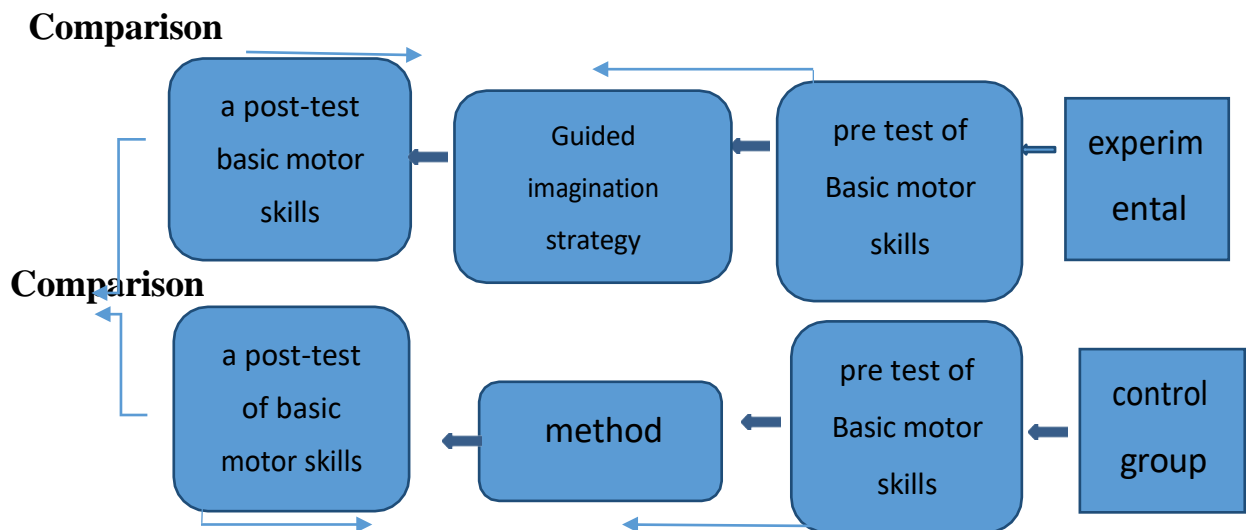 Comparison
a post-test
basic motor
skills
Guided
imagination
strategy
pre test of
Basic motor
skills
experim
ental
Comparison
a post-test
of basic
motor skills
method
pre test of
Basic motor
skills
control
group